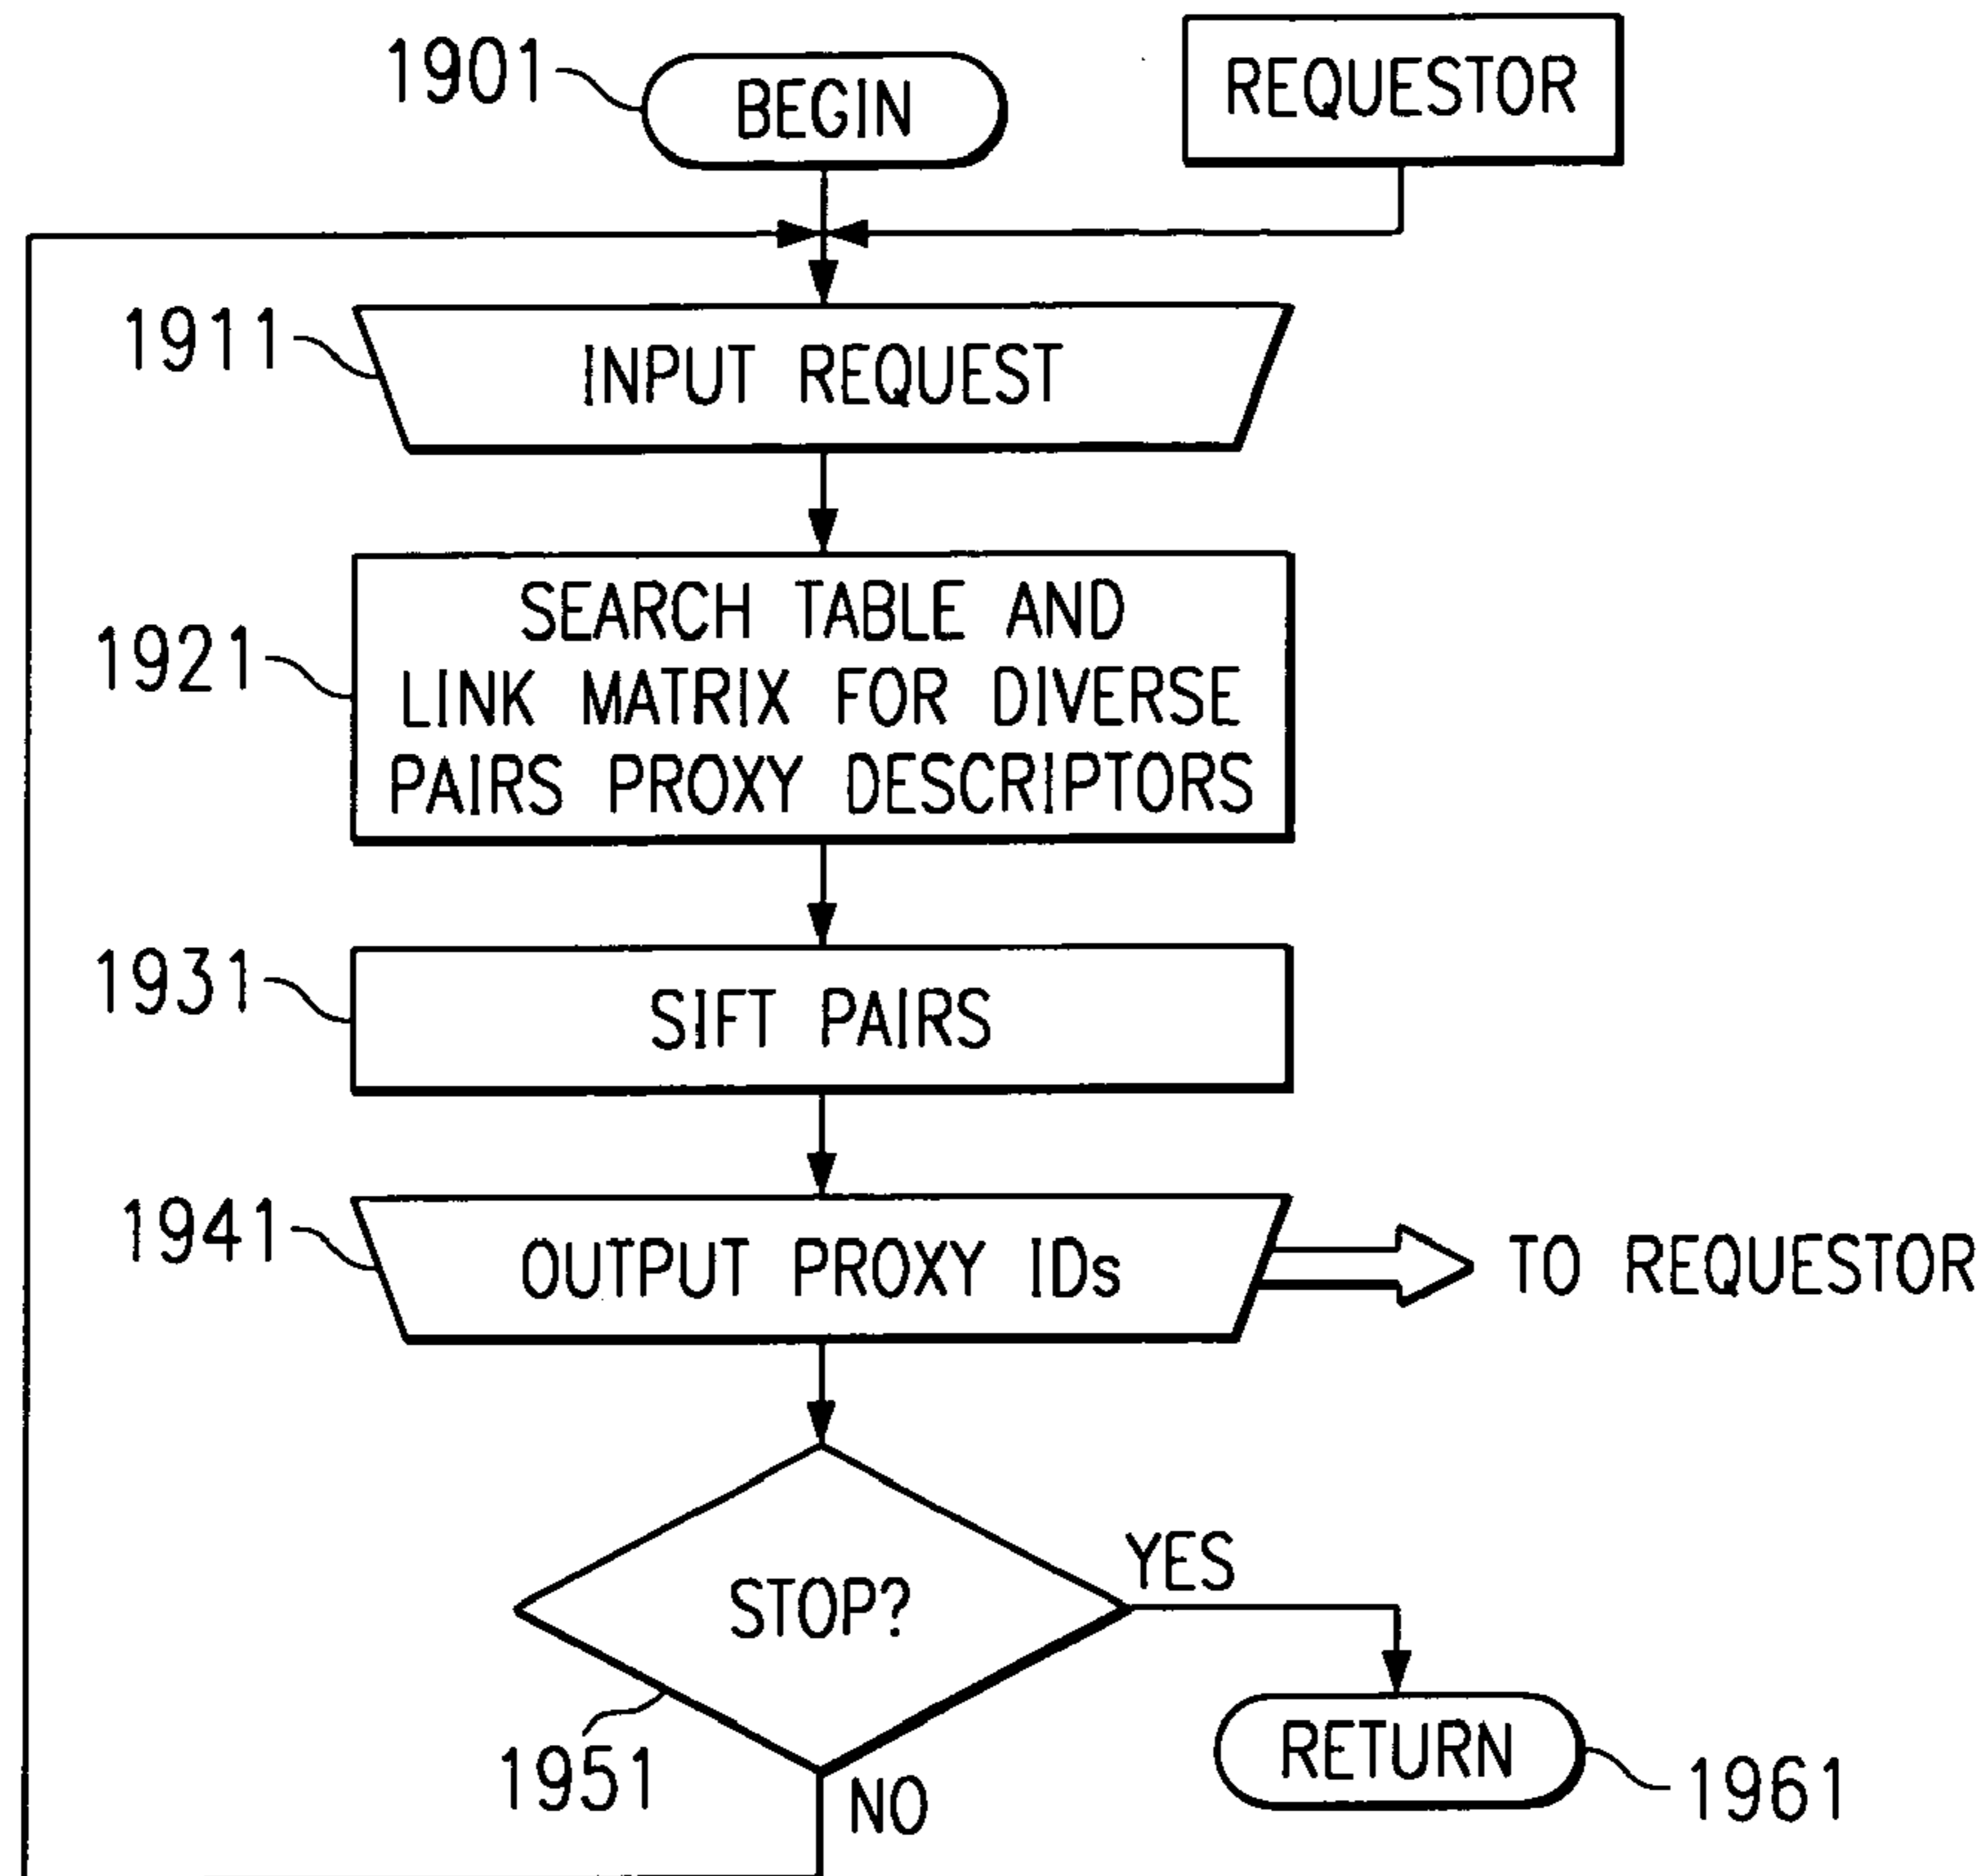 1901
BEGIN
REQUESTOR
1911
INPUT REQUEST
1921
SEARCH TABLE AND
LINK MATRIX FOR DIVERSE
PAIRS PROXY DESCRIPTORS
1931
SIFT PAIRS
1941
OUTPUT PROXY IDs
TO REQUESTOR
STOP?
YES
1951
NO
RETURN
1961